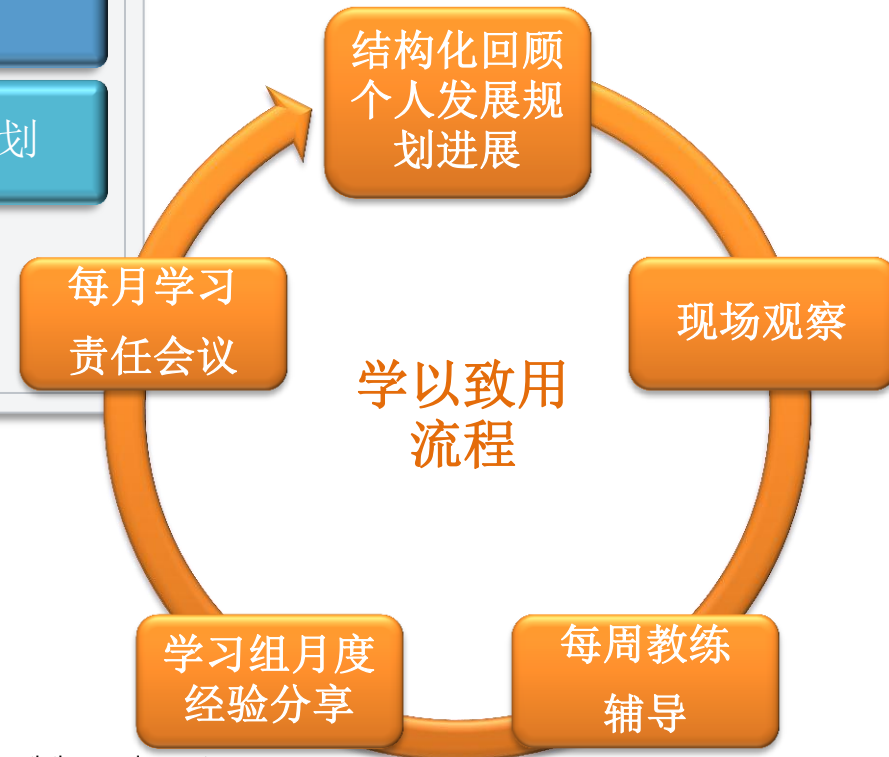 结构化回顾
个人发展规
划进展
划
每月学习
责任会议
现场观察
学以致用
流程
学习组月度
经验分享
每周教练
辅导